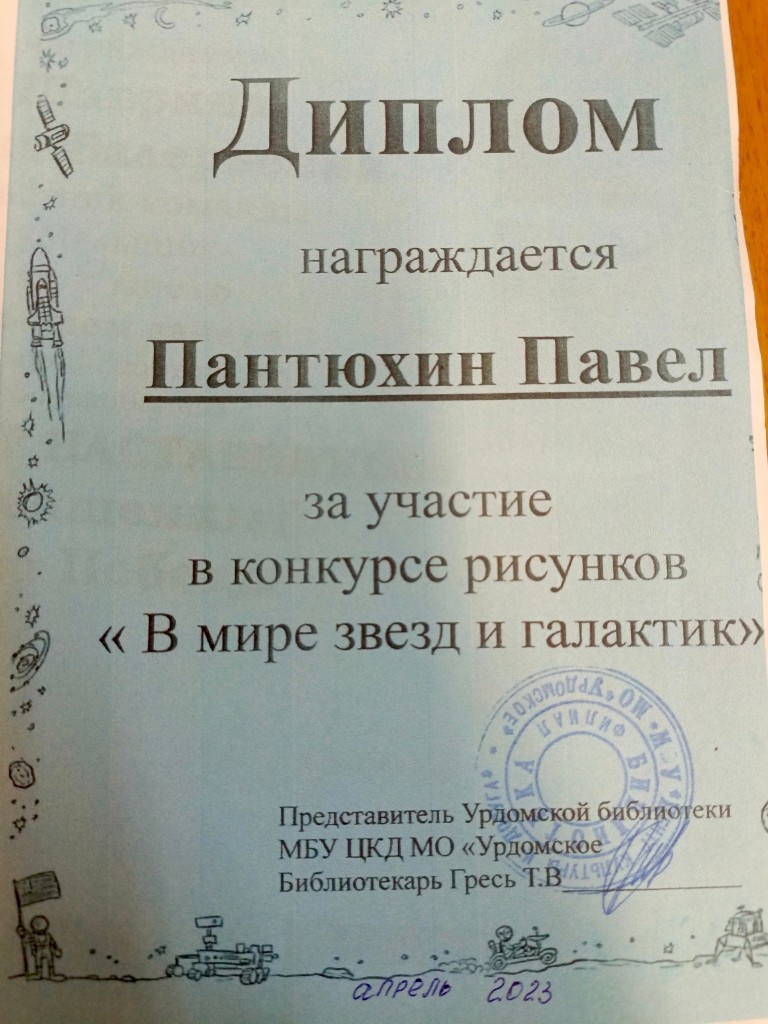 Диплом
награждается
Пантюхин Павел
за участие
в конкурсе рисунков
« В мире звезд и галактик»
Представитель Урдомской библиотеки
МБУ ЦКД МО «Урдомское
Библиотекарь Гресь Т.В
апрель 2023